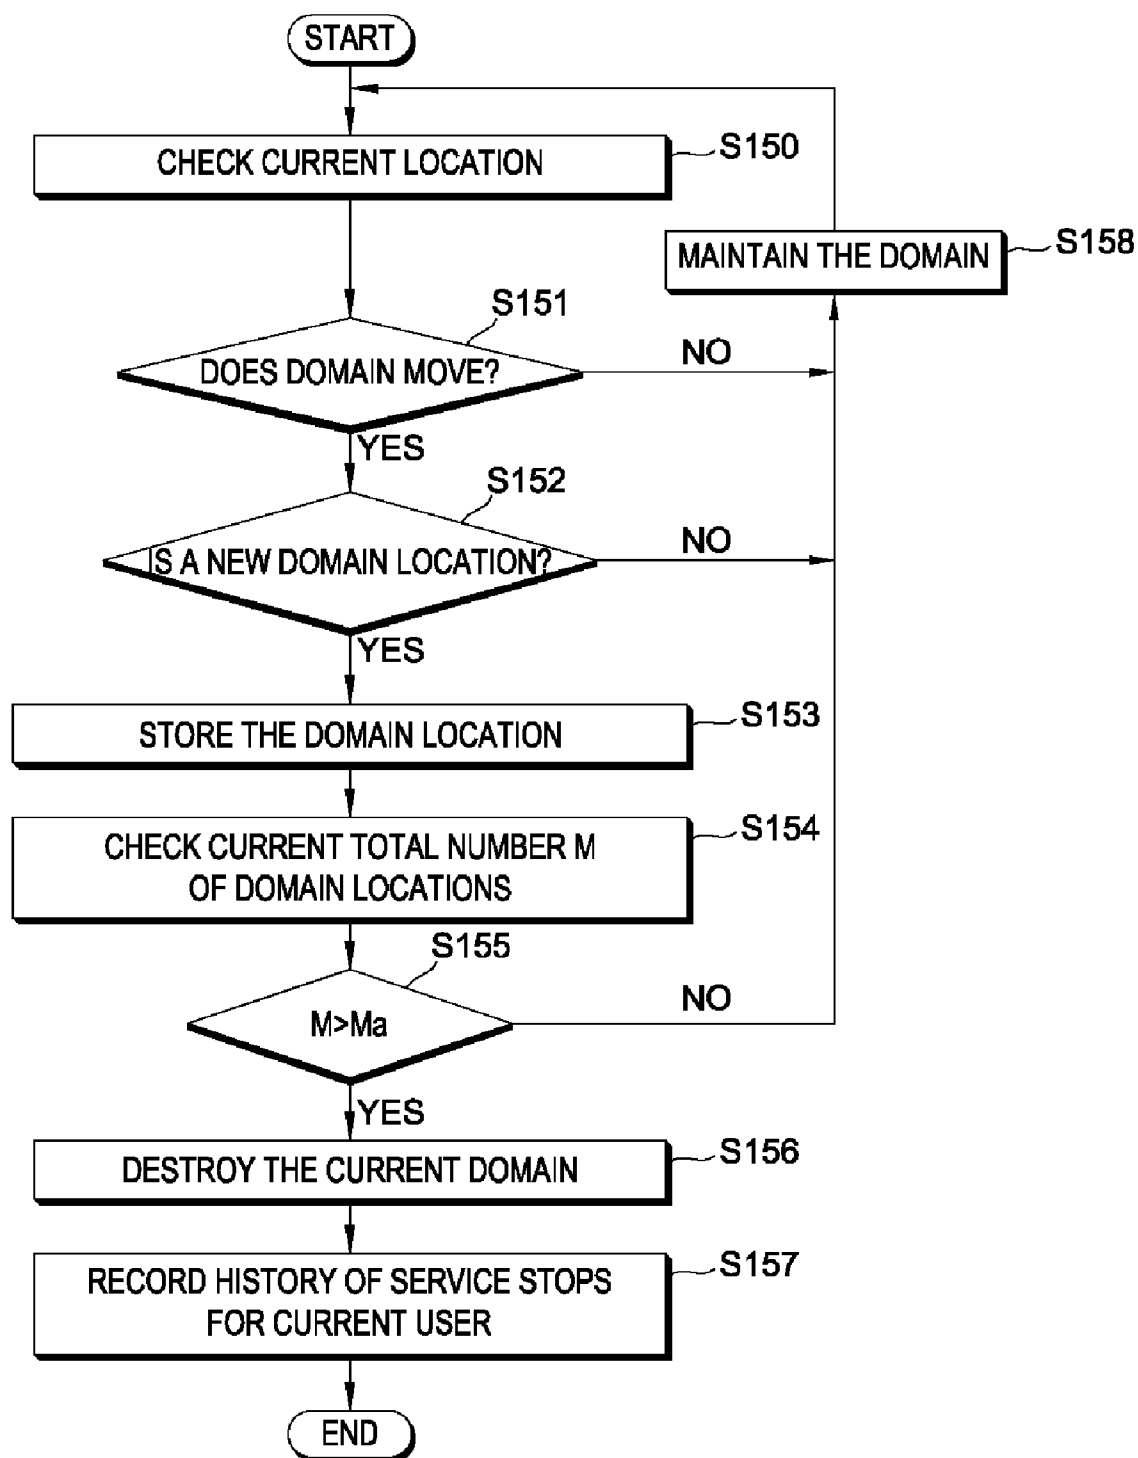 START
CHECK CURRENT LOCATION
S150
MAINTAIN THE DOMAIN
S158
S151
DOES DOMAIN MOVE?
NO
YES
S152
IS A NEW DOMAIN LOCATION?
NO
YES
STORE THE DOMAIN LOCATION
S153
CHECK CURRENT TOTAL NUMBER M
OF DOMAIN LOCATIONS
S154
S155
M>Ma
NO
YES
DESTROY THE CURRENT DOMAIN
S156
RECORD HISTORY OF SERVICE STOPS
FOR CURRENT USER
S157
END